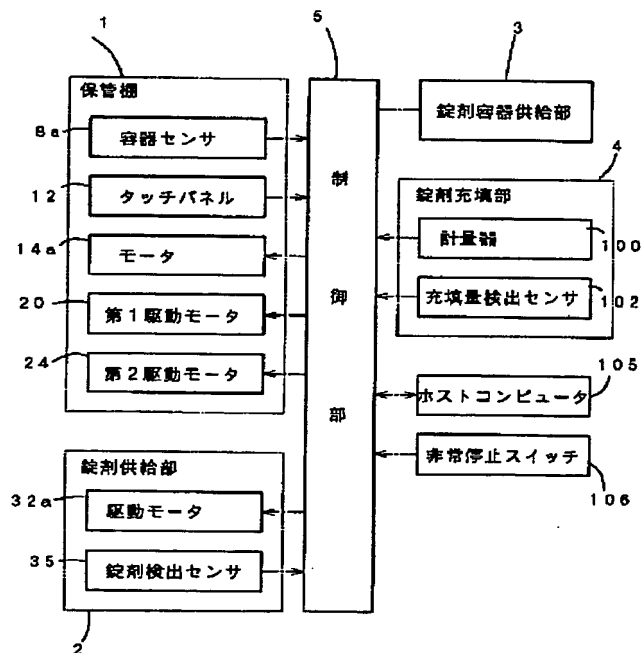 1
保管棚
8a
容器センサ
12
タッチパネル
14a
モータ
20
第1駆動モータ
24
第2駆動モータ
錠剤供給部
32a
駆動モータ
35
錠剤検出センサ
2
5
制御部
3
錠剤容器供給部
4
錠剤充填部
計量器
100
充填量検出センサ
102
105
ホストコンピュータ
非常停止スイッチ
106